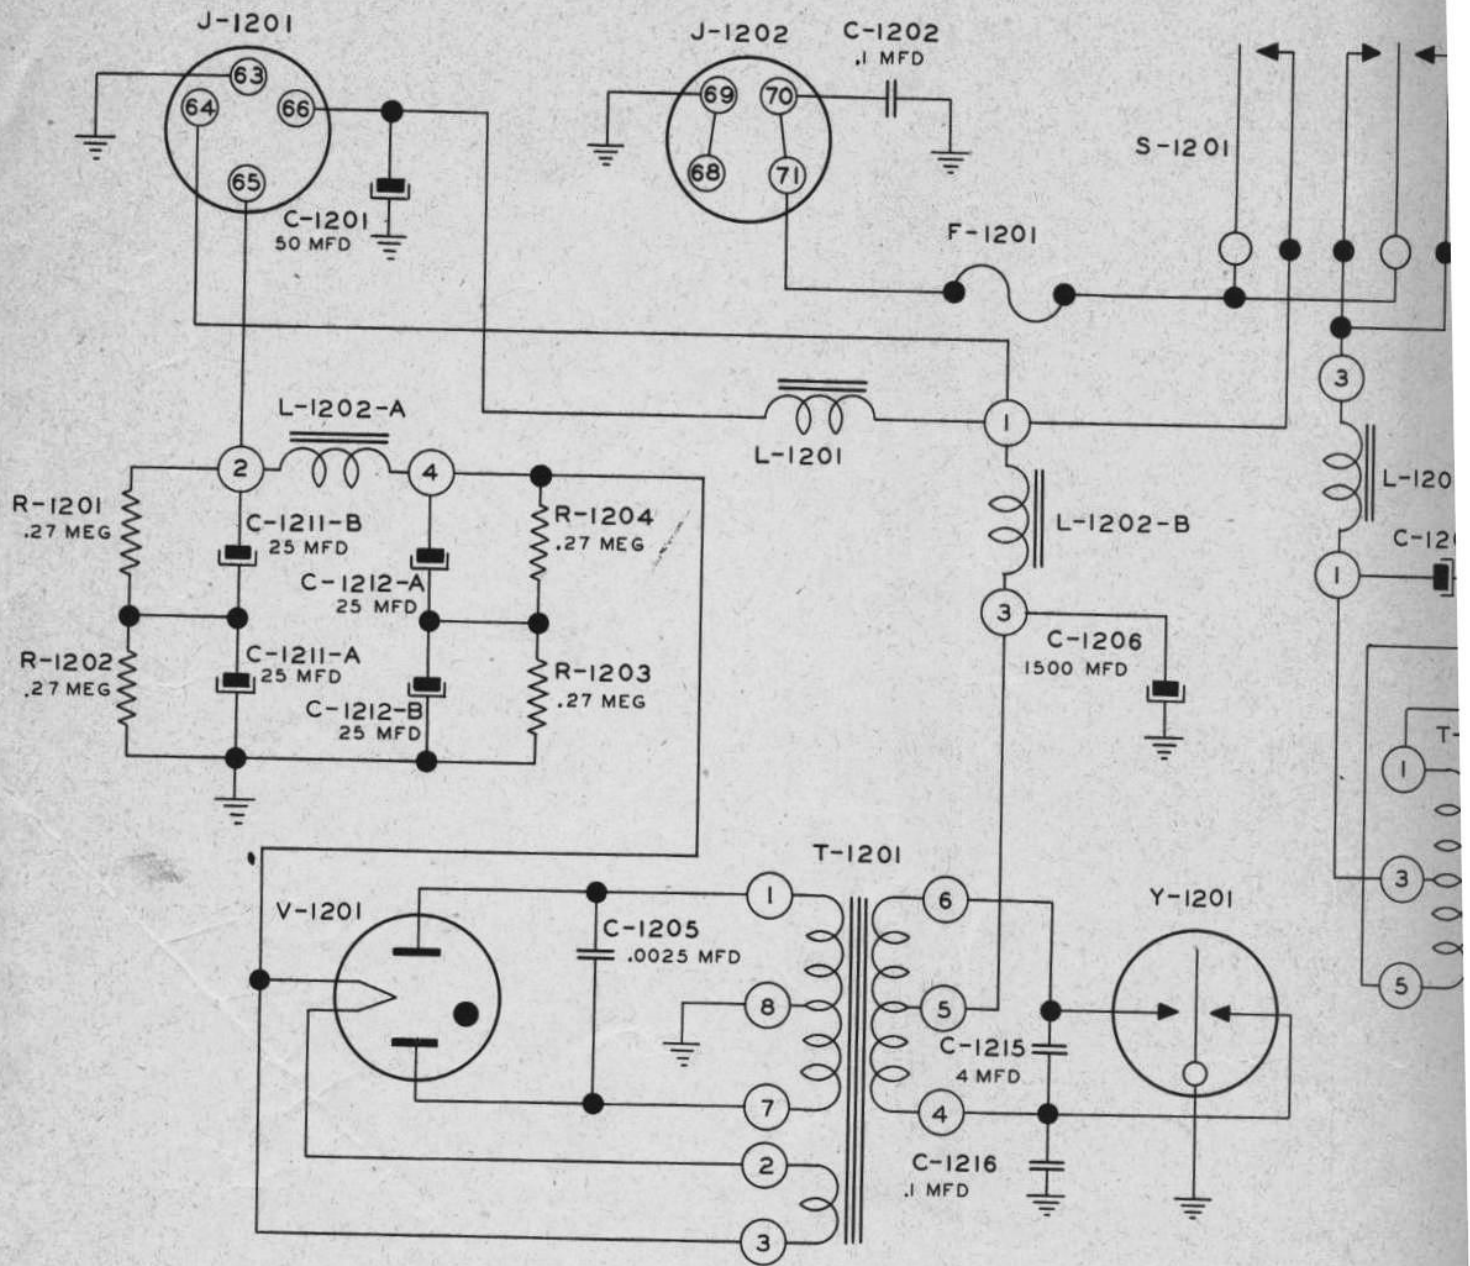 J-1201
J-1202
C-1202
.1 MFD
63
64
66
65
69
70
68
71
S-1201
C-1201
50 MFD
F-1201
3
L-1202-A
L-1201
1
2
4
R-1201
.27 MEG
C-1211-B
25 MFD
C-1212-A
25 MFD
R-1204
.27 MEG
L-1202-B
L-120
C-12
1
3
R-1202
.27 MEG
C-1211-A
25 MFD
C-1212-B
25 MFD
R-1203
.27 MEG
C-1206
1500 MFD
T-
1
3
5
V-1201
T-1201
Y-1201
1
6
C-1205
.0025 MFD
8
5
C-1215
4 MFD
7
4
2
C-1216
.1 MFD
3